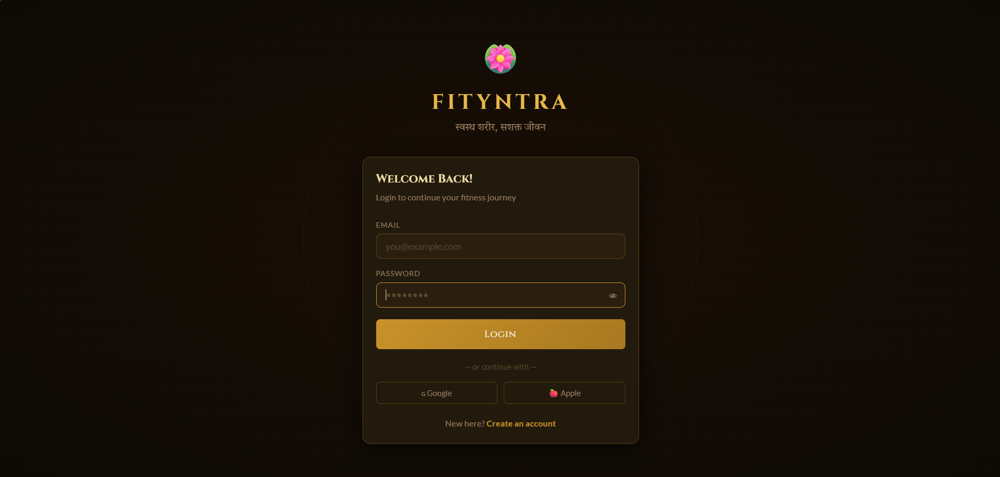 FITYNTRA
स्वस्थ शरीर, सशक्त जीवन
Welcome Back!
Login to continue your fitness journey
EMAIL
you@example.com
PASSWORD
••••••••
Login
— or continue with —
G Google
Apple
New here? Create an account